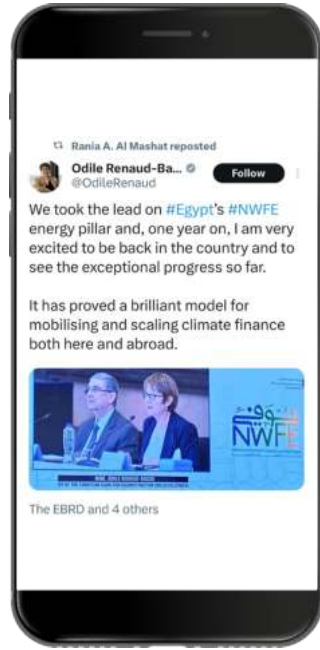 Rania A. Al Mashat reposted
Odile Renaud-Ba...
@OdileRenaud
Follow
We took the lead on #Egypt's #NWFE
energy pillar and, one year on, I am very
excited to be back in the country and to
see the exceptional progress so far.
It has proved a brilliant model for
mobilising and scaling climate finance
both here and abroad.
نُوَفِّي
NWFE
The EBRD and 4 others